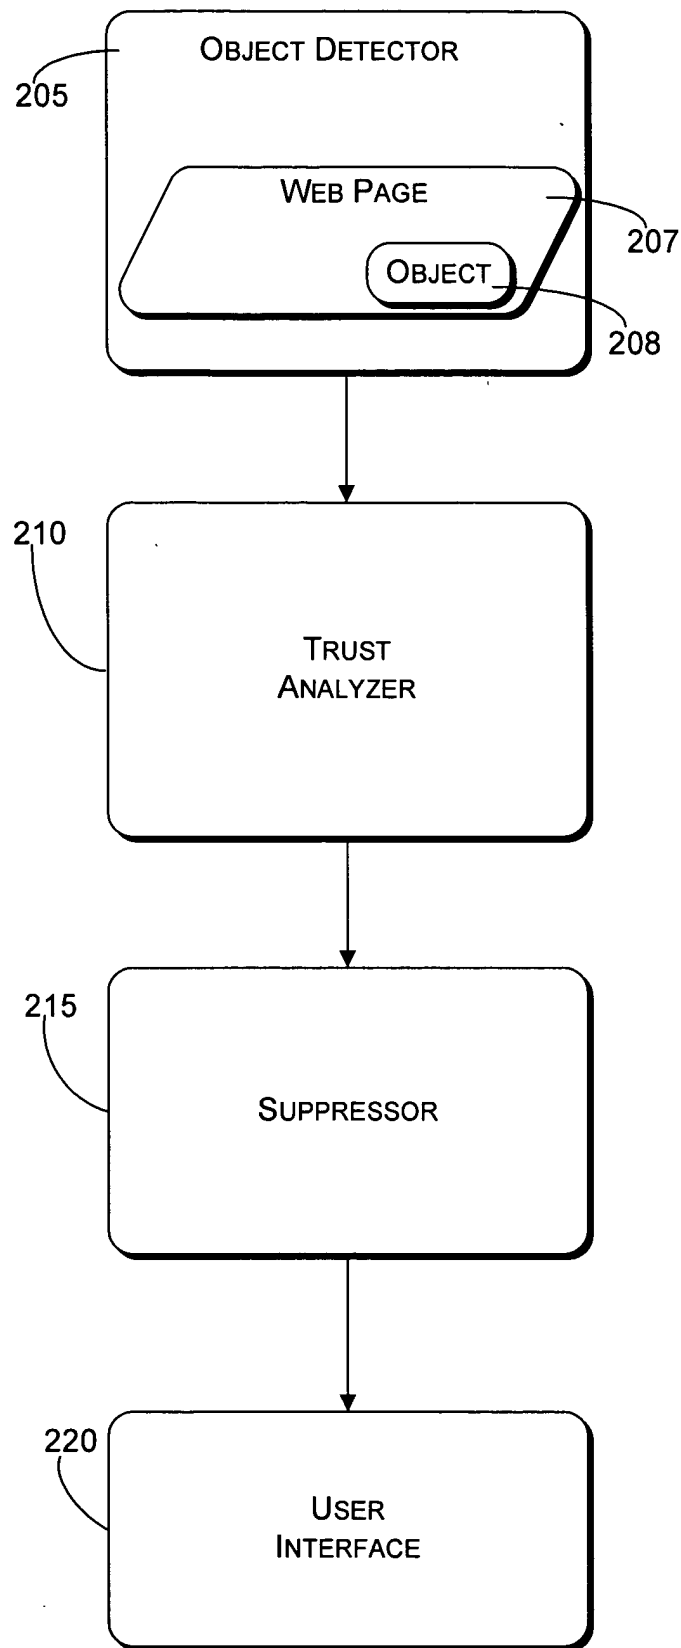 OBJECT DETECTOR
205
WEB PAGE
207
OBJECT
208
210
TRUST
ANALYZER
215
SUPPRESSOR
220
USER
INTERFACE